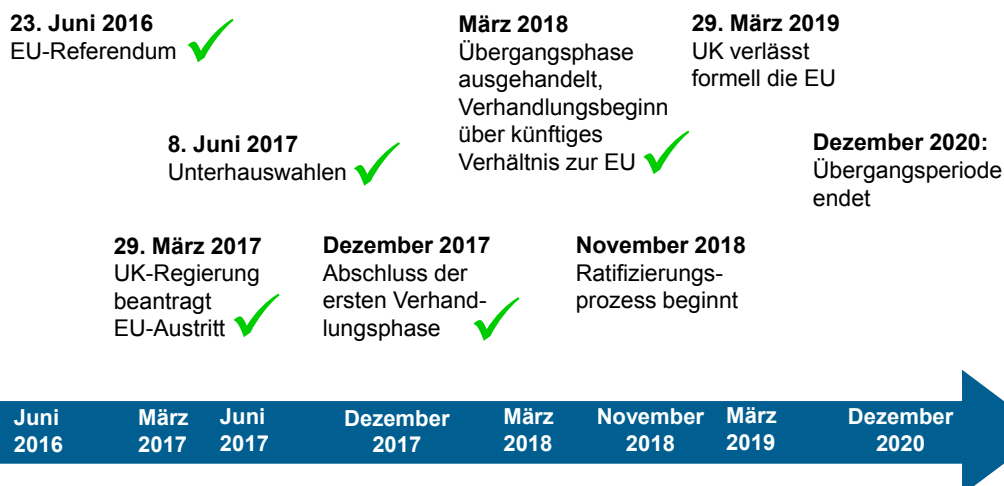 23. Juni 2016
EU-Referendum
März 2018
Übergangsphase
ausgehandelt,
Verhandlungsbeginn
über künftiges
Verhältnis zur EU
29. März 2019
UK verlässt
formell die EU
8. Juni 2017
Unterhauswahlen
Dezember 2020:
Übergangsperiode
endet
29. März 2017
UK-Regierung
beantragt
EU-Austritt
Dezember 2017
Abschluss der
ersten Verhand-
lungsphase
November 2018
Ratifizierungs-
prozess beginnt
Juni
2016
März
2017
Juni
2017
Dezember
2017
März
2018
November
2018
März
2019
Dezember
2020